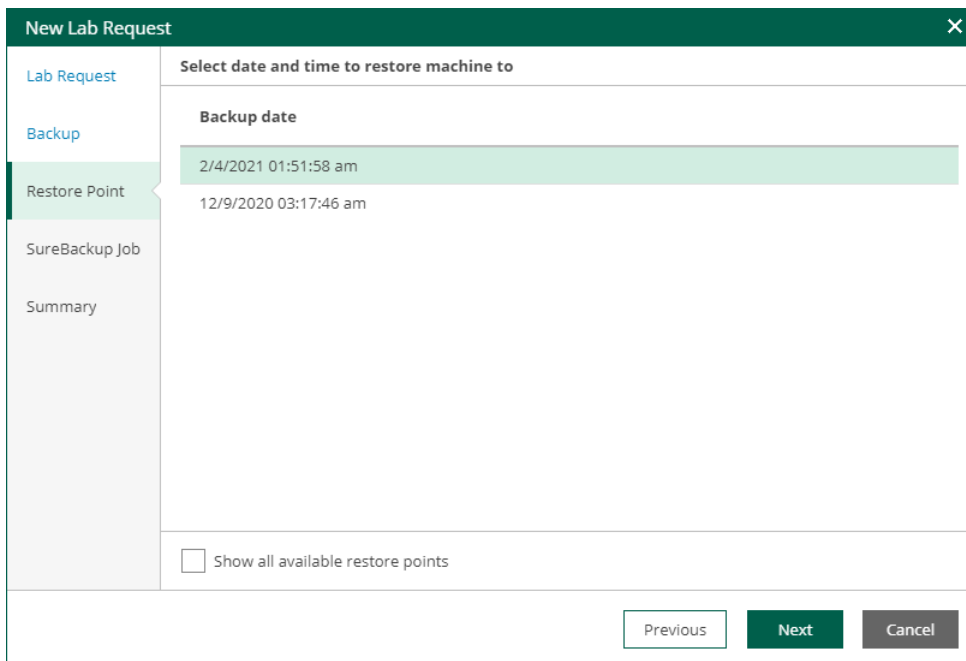 New Lab Request
Lab Request
Backup
Restore Point
SureBackup Job
Summary
Select date and time to restore machine to
Backup date
2/4/2021 01:51:58 am
12/9/2020 03:17:46 am
Show all available restore points
Previous
Next
Cancel